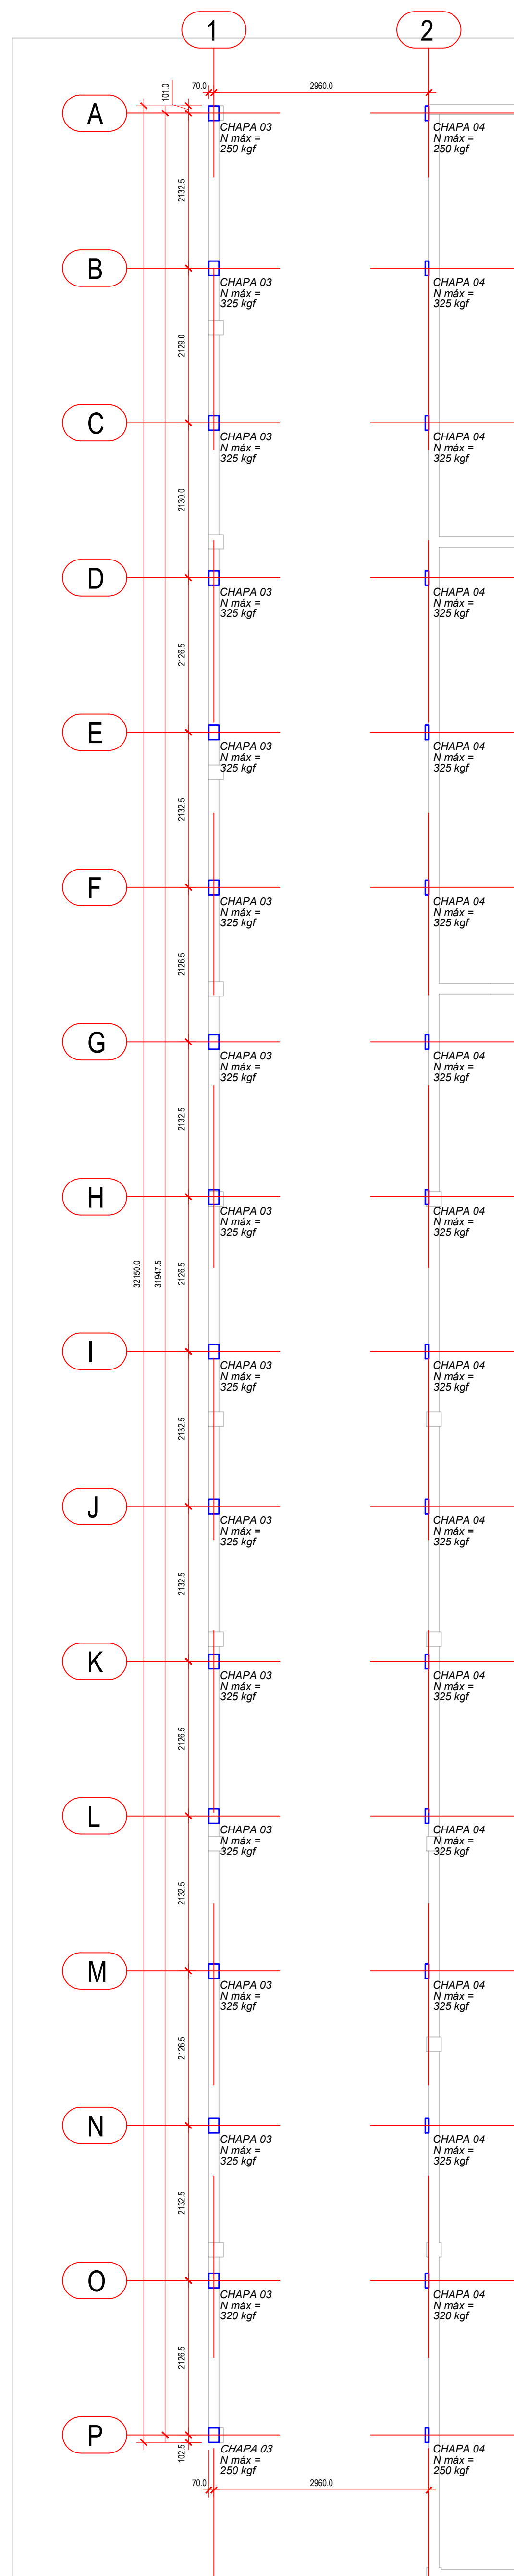 1
2
70.0
2960.0
101.0
A
CHAPA 03
N máx =
250 kgf
CHAPA 04
N máx =
250 kgf
2132.5
B
CHAPA 03
N máx =
325 kgf
CHAPA 04
N máx =
325 kgf
2129.0
C
CHAPA 03
N máx =
325 kgf
CHAPA 04
N máx =
325 kgf
2130.0
D
CHAPA 03
N máx =
325 kgf
CHAPA 04
N máx =
325 kgf
2126.5
E
CHAPA 03
N máx =
325 kgf
CHAPA 04
N máx =
325 kgf
2132.5
F
CHAPA 03
N máx =
325 kgf
CHAPA 04
N máx =
325 kgf
2126.5
G
CHAPA 03
N máx =
325 kgf
CHAPA 04
N máx =
325 kgf
2132.5
H
CHAPA 03
N máx =
325 kgf
CHAPA 04
N máx =
325 kgf
32150.0
31947.5
2126.5
I
CHAPA 03
N máx =
325 kgf
CHAPA 04
N máx =
325 kgf
2132.5
J
CHAPA 03
N máx =
325 kgf
CHAPA 04
N máx =
325 kgf
2132.5
K
CHAPA 03
N máx =
325 kgf
CHAPA 04
N máx =
325 kgf
2126.5
L
CHAPA 03
N máx =
325 kgf
CHAPA 04
N máx =
325 kgf
2132.5
M
CHAPA 03
N máx =
325 kgf
CHAPA 04
N máx =
325 kgf
2126.5
N
CHAPA 03
N máx =
325 kgf
CHAPA 04
N máx =
325 kgf
2132.5
O
CHAPA 03
N máx =
320 kgf
CHAPA 04
N máx =
320 kgf
2126.5
P
CHAPA 03
N máx =
250 kgf
CHAPA 04
N máx =
250 kgf
102.5
70.0
2960.0